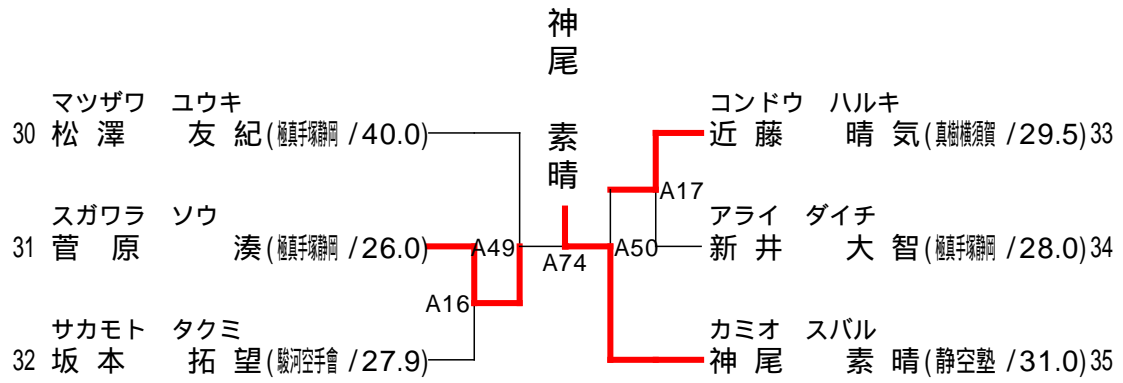 神尾 素晴
マツザワ ユウキ
30 松澤 友紀(極真手塚静岡 /40.0)
スガワラ ソウ
31 菅原 湊(極真手塚静岡 /26.0)
サカモト タクミ
32 坂本 拓望(駿河空手會 /27.9)
A16
A49
A74
A50
A17
コンドウ ハルキ
近藤 晴気(真樹横須賀 /29.5)33
アライ ダイチ
新井 大智(極真手塚静岡 /28.0)34
カミオ スバル
神尾 素晴(静空塾 /31.0)35